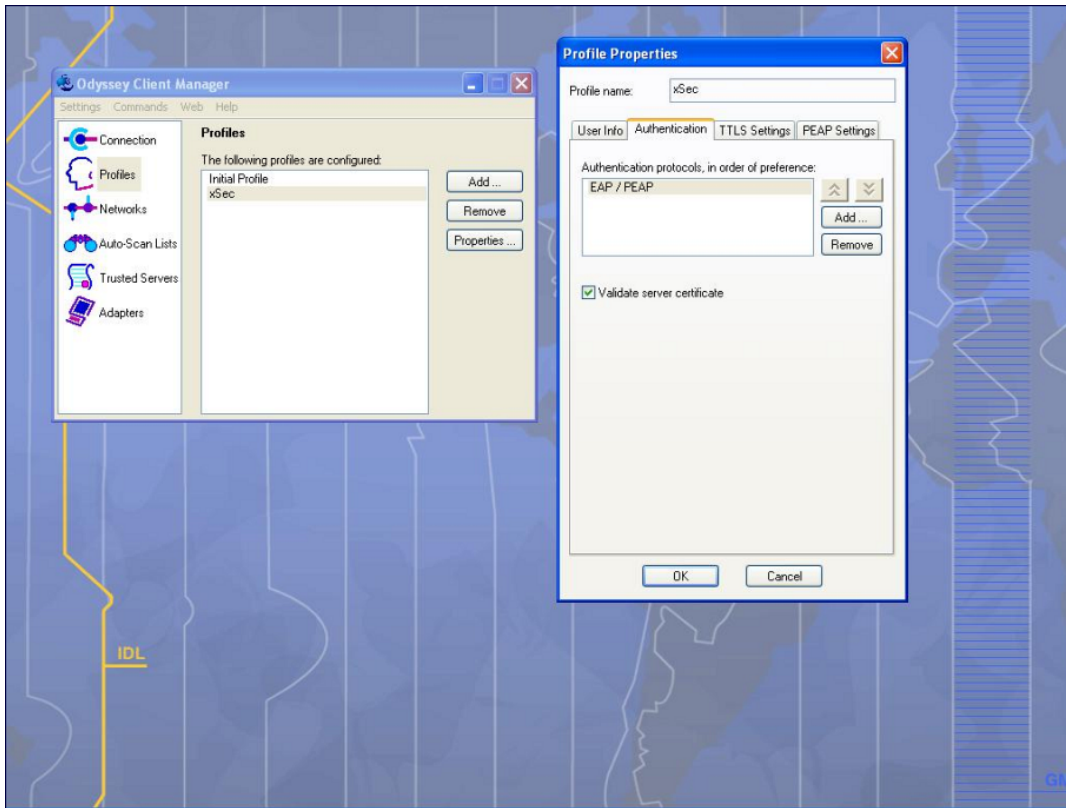 Odyssey Client Manager
Settings Commands Web Help
Connection
Profiles
Networks
Auto-Scan Lists
Trusted Servers
Adapters
Profiles
The following profiles are configured:
Initial Profile
xSec
Add ...
Remove
Properties ...
Profile Properties
Profile name: xSec
User Info Authentication TTLS Settings PEAP Settings
Authentication protocols, in order of preference:
EAP / PEAP
Add ...
Remove
Validate server certificate
OK Cancel
IDL
GM